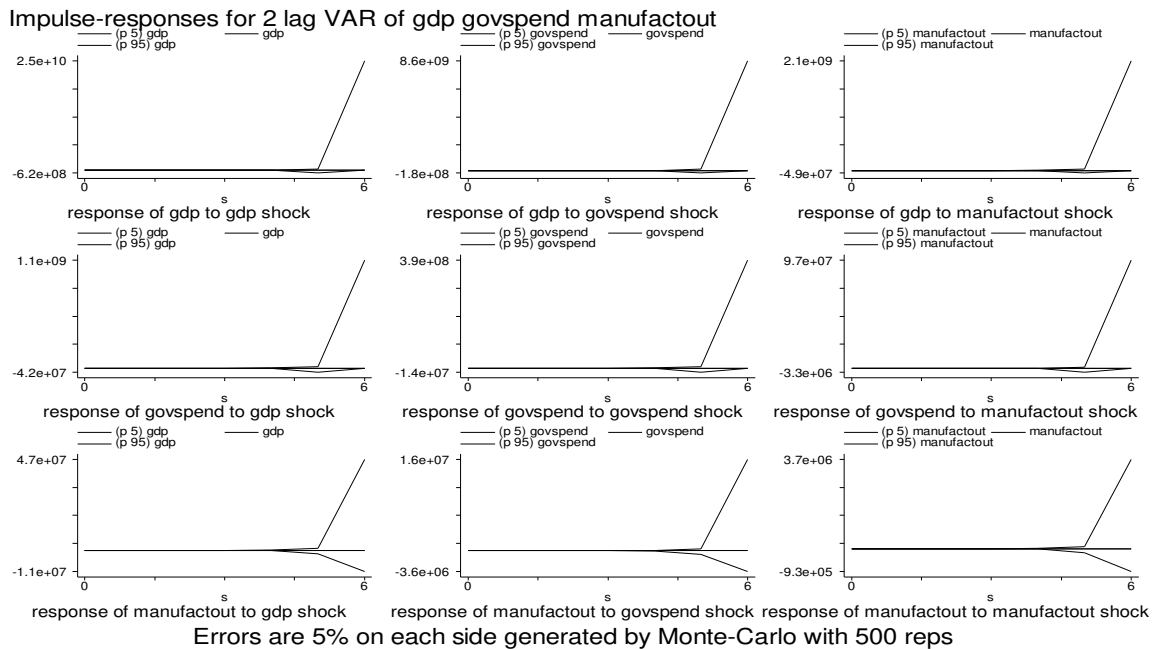 Impulse-responses for 2 lag VAR of gdp govspend manufactout
(p 5) gdp gdp
(p 95) gdp
2.5e+10
-6.2e+08
0 6
s
response of gdp to gdp shock
(p 5) govspend govspend
(p 95) govspend
8.6e+09
-1.8e+08
0 6
s
response of gdp to govspend shock
(p 5) manufactout manufactout
(p 95) manufactout
2.1e+09
-4.9e+07
0 6
s
response of gdp to manufactout shock
(p 5) gdp gdp
(p 95) gdp
1.1e+09
-4.2e+07
0 6
s
response of govspend to gdp shock
(p 5) govspend govspend
(p 95) govspend
3.9e+08
-1.4e+07
0 6
s
response of govspend to govspend shock
(p 5) manufactout manufactout
(p 95) manufactout
9.7e+07
-3.3e+06
0 6
s
response of govspend to manufactout shock
(p 5) gdp gdp
(p 95) gdp
4.7e+07
-1.1e+07
0 6
s
response of manufactout to gdp shock
(p 5) govspend govspend
(p 95) govspend
1.6e+07
-3.6e+06
0 6
s
response of manufactout to govspend shock
(p 5) manufactout manufactout
(p 95) manufactout
3.7e+06
-9.3e+05
0 6
s
response of manufactout to manufactout shock
Errors are 5% on each side generated by Monte-Carlo with 500 reps